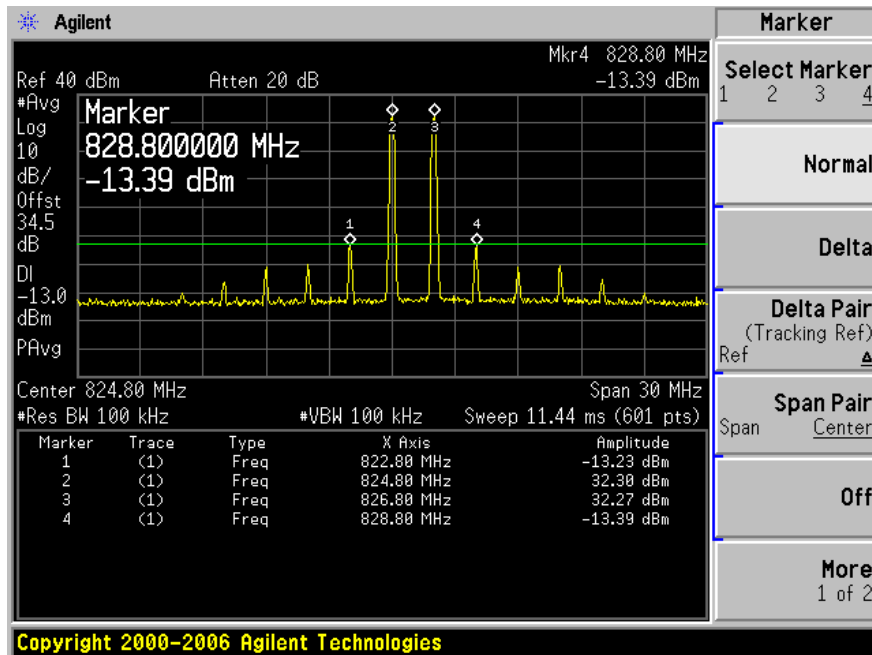 Agilent
Marker
Mkr4 828.80 MHz
Ref 40 dBm Atten 20 dB -13.39 dBm
Select Marker
1 2 3 4
#Avg
Log
10
dB/
Offst
34.5
dB
DI
-13.0
dBm
PAvg
Marker
828.800000 MHz
-13.39 dBm
1
2
3
4
Normal
Delta
Delta Pair
(Tracking Ref)
Ref Δ
Span Pair
Span Center
Off
More
1 of 2
Center 824.80 MHz Span 30 MHz
#Res BW 100 kHz #VBW 100 kHz Sweep 11.44 ms (601 pts)
Marker Trace Type X Axis Amplitude
1 (1) Freq 822.80 MHz -13.23 dBm
2 (1) Freq 824.80 MHz 32.30 dBm
3 (1) Freq 826.80 MHz 32.27 dBm
4 (1) Freq 828.80 MHz -13.39 dBm
Copyright 2000-2006 Agilent Technologies